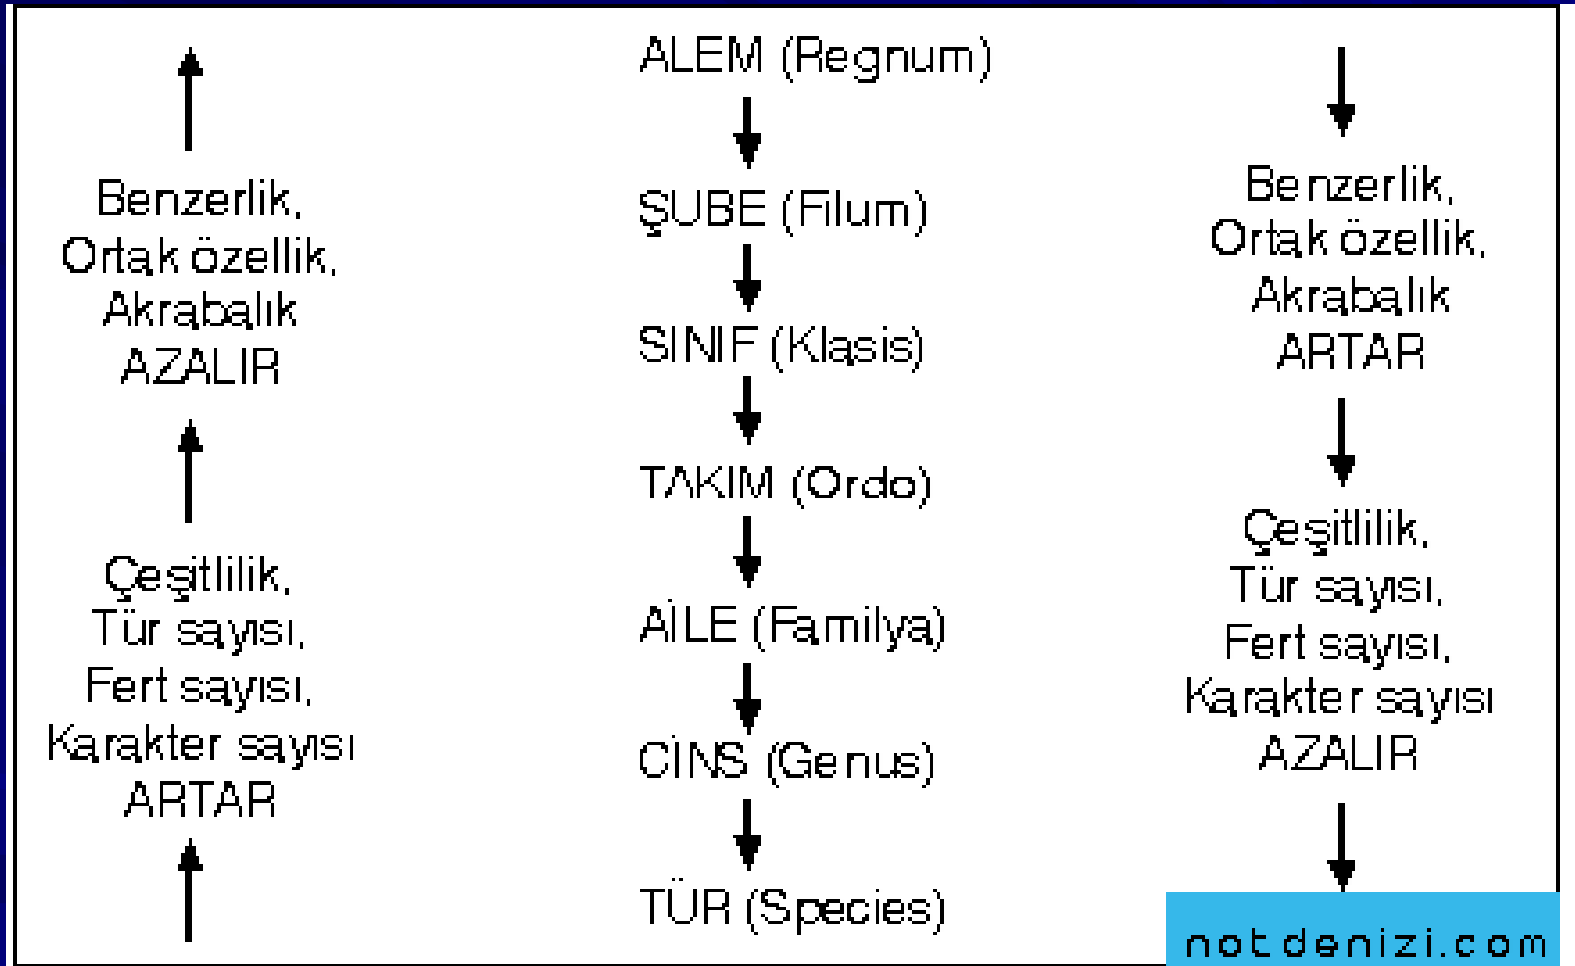 Benzerlik,
Ortak özellik,
Akrabalık
AZALIR
Çeşitlilik,
Tür sayısı,
Fert sayısı,
Karakter sayısı
ARTAR
ALEM (Regnum)
ŞUBE (Filum)
SINIF (Klasis)
TAKIM (Ordo)
AİLE (Familya)
CİNS (Genus)
TÜR (Species)
Benzerlik,
Ortak özellik,
Akrabalık
ARTAR
Çeşitlilik,
Tür sayısı,
Fert sayısı,
Karakter sayısı
AZALIR
notdenizi.com